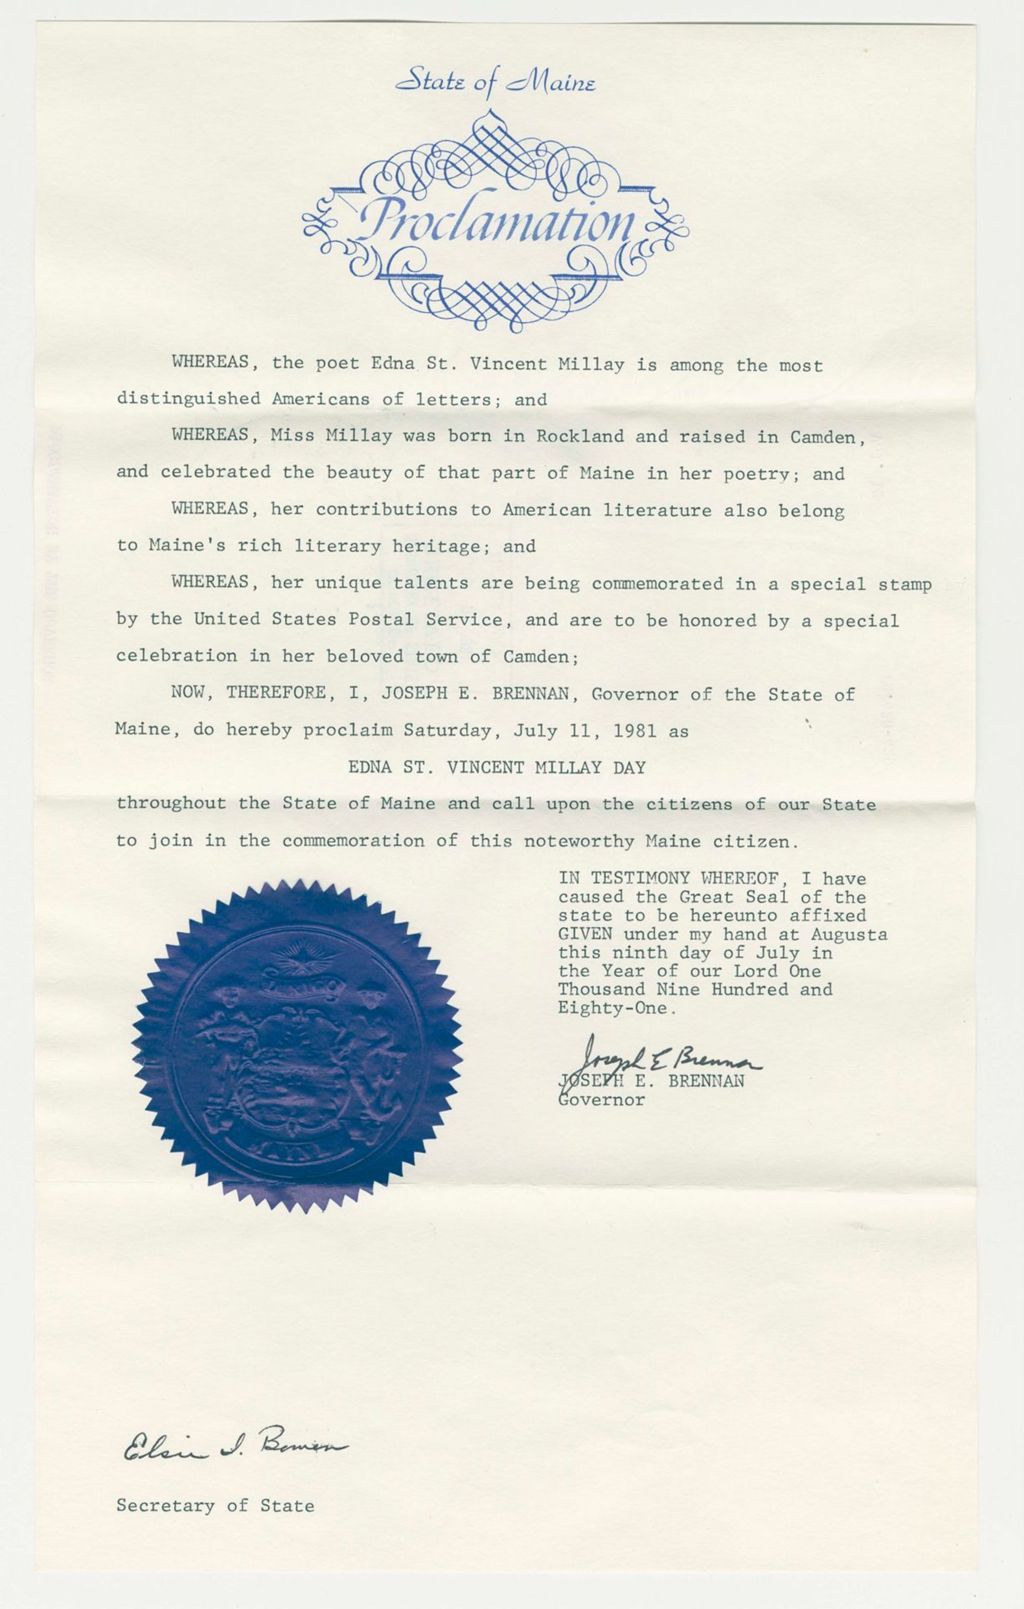 State of Maine
Proclamation
WHEREAS, the poet Edna St. Vincent Millay is among the most
distinguished Americans of letters; and
WHEREAS, Miss Millay was born in Rockland and raised in Camden,
and celebrated the beauty of that part of Maine in her poetry; and
WHEREAS, her contributions to American literature also belong
to Maine's rich literary heritage; and
WHEREAS, her unique talents are being commemorated in a special stamp
by the United States Postal Service, and are to be honored by a special
celebration in her beloved town of Camden;
NOW, THEREFORE, I, JOSEPH E. BRENNAN, Governor of the State of
Maine, do hereby proclaim Saturday, July 11, 1981 as
EDNA ST. VINCENT MILLAY DAY
throughout the State of Maine and call upon the citizens of our State
to join in the commemoration of this noteworthy Maine citizen.
IN TESTIMONY WHEREOF, I have
caused the Great Seal of the
state to be hereunto affixed
GIVEN under my hand at Augusta
this ninth day of July in
the Year of our Lord One
Thousand Nine Hundred and
Eighty-One.
Joseph E Brennan
JOSEPH E. BRENNAN
Governor
Dirigo
MAINE
Elsie I. Bowen
Secretary of State